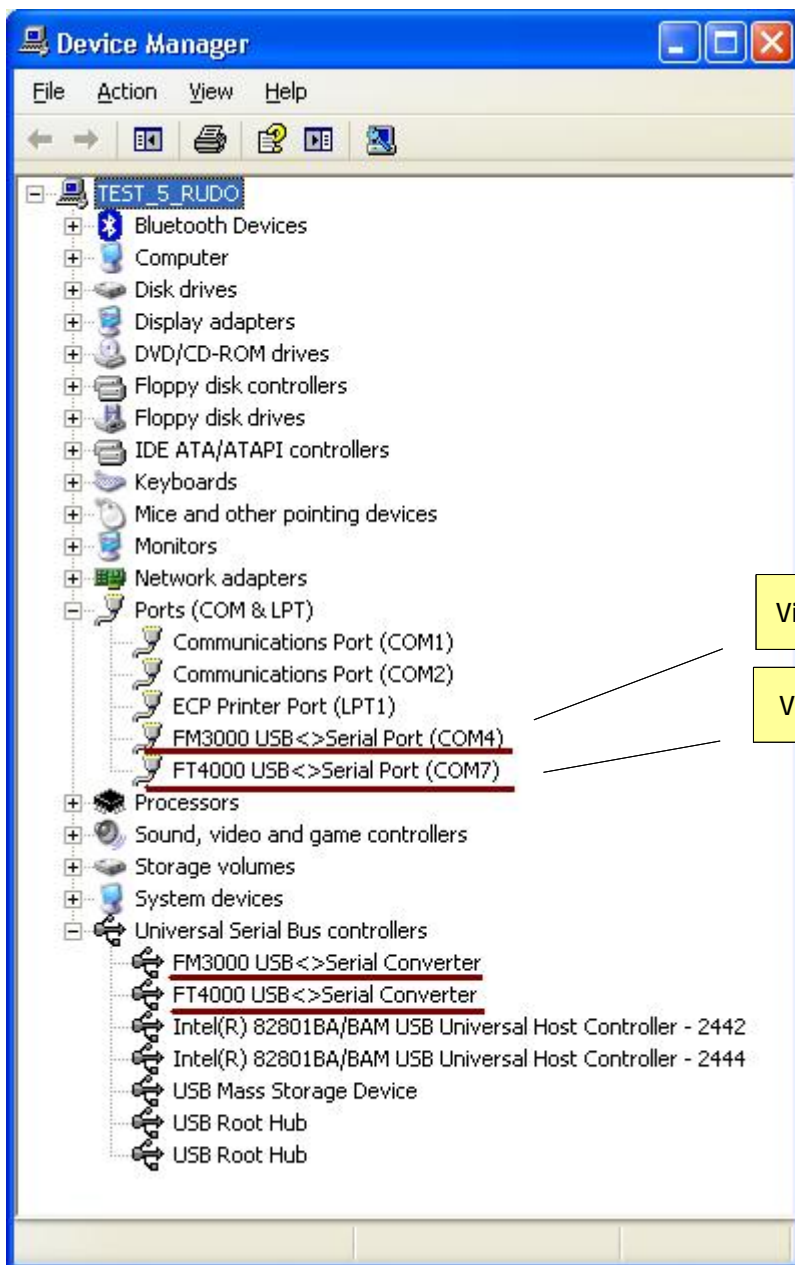 Device Manager
File Action View Help
TEST_5_RUDO
Bluetooth Devices
Computer
Disk drives
Display adapters
DVD/CD-ROM drives
Floppy disk controllers
Floppy disk drives
IDE ATA/ATAPI controllers
Keyboards
Mice and other pointing devices
Monitors
Network adapters
Ports (COM & LPT)
Communications Port (COM1)
Communications Port (COM2)
ECP Printer Port (LPT1)
FM3000 USB<>Serial Port (COM4)
FT4000 USB<>Serial Port (COM7)
Processors
Sound, video and game controllers
Storage volumes
System devices
Universal Serial Bus controllers
FM3000 USB<>Serial Converter
FT4000 USB<>Serial Converter
Intel(R) 82801BA/BAM USB Universal Host Controller - 2442
Intel(R) 82801BA/BAM USB Universal Host Controller - 2444
USB Mass Storage Device
USB Root Hub
USB Root Hub